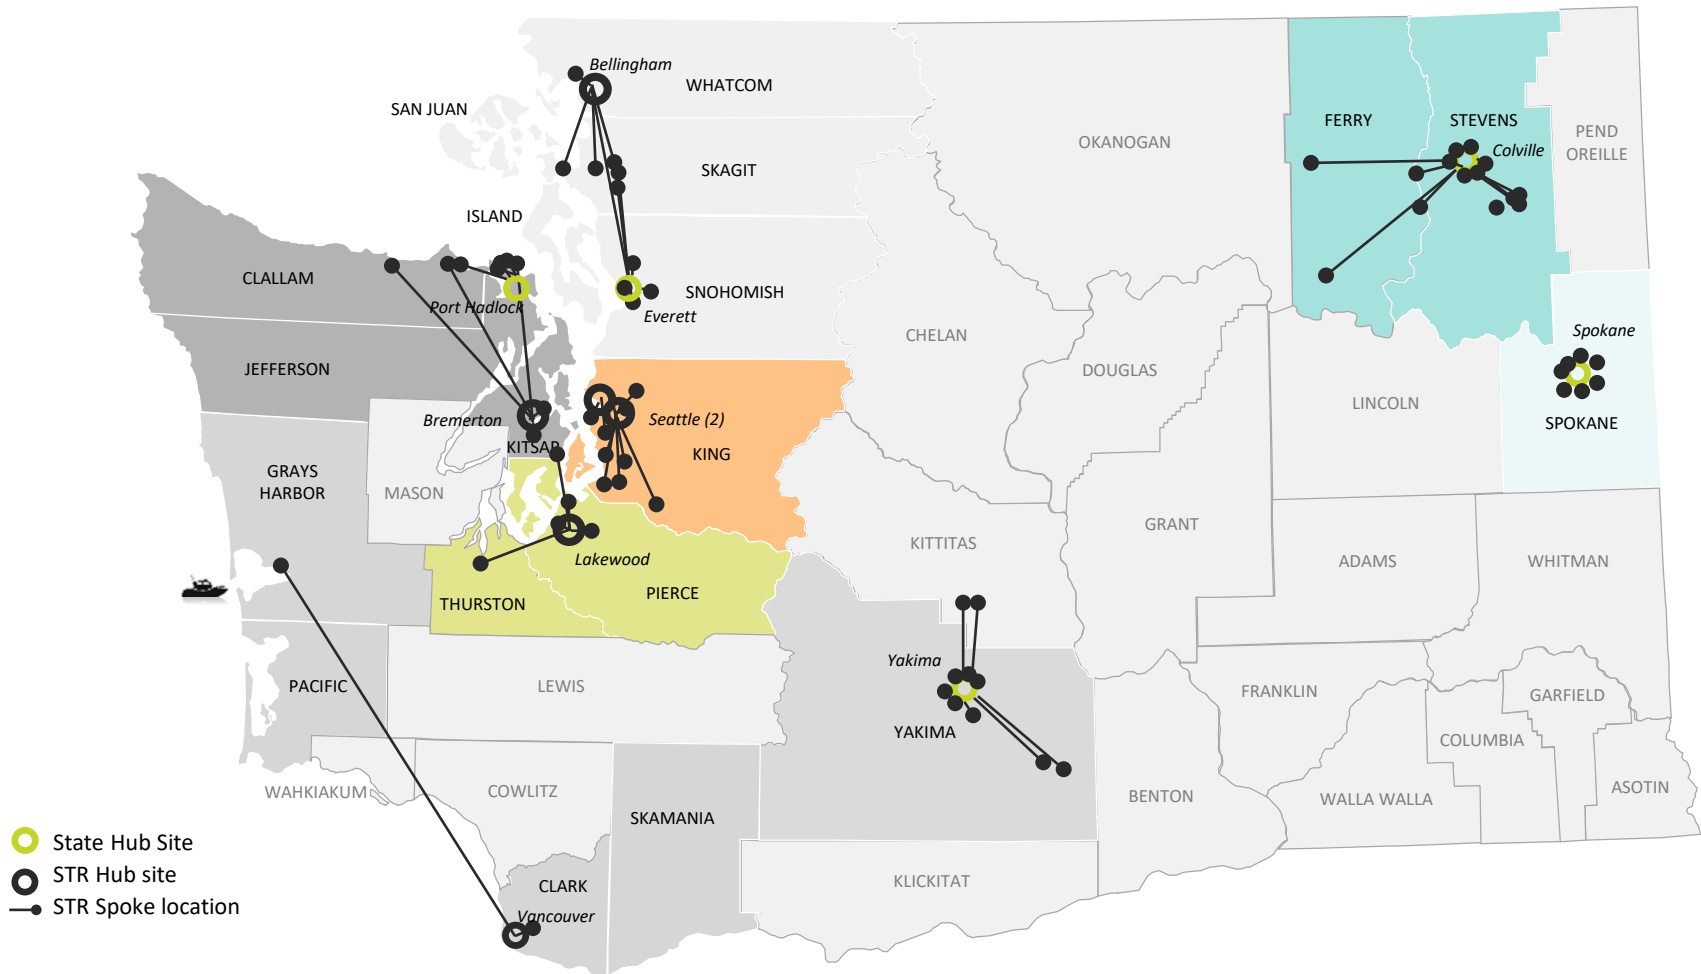 Bellingham
WHATCOM
SAN JUAN
SKAGIT
ISLAND
OKANOGAN
FERRY
STEVENS
Colville
PEND
OREILLE
CLALLAM
Port Hadlock
SNOHOMISH
Everett
CHELAN
DOUGLAS
Spokane
JEFFERSON
Bremerton
KITSAP
Seattle (2)
KING
LINCOLN
SPOKANE
GRAYS
HARBOR
MASON
GRANT
KITTITAS
ADAMS
WHITMAN
Lakewood
PIERCE
THURSTON
Yakima
PACIFIC
LEWIS
YAKIMA
FRANKLIN
GARFIELD
COLUMBIA
WAHKIAKUM
COWLITZ
SKAMANIA
BENTON
WALLA WALLA
ASOTIN
State Hub Site
STR Hub site
STR Spoke location
CLARK
Vancouver
KLICKITAT